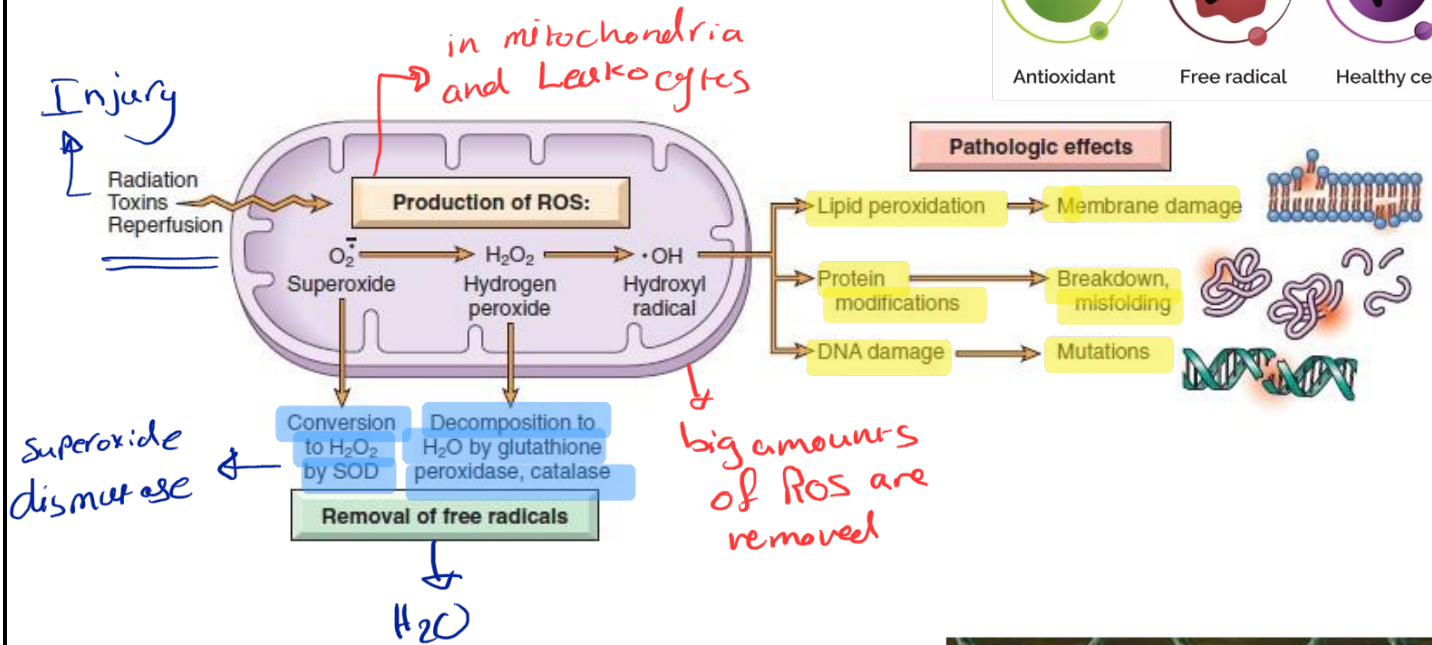 in mitochondria
and Leukocytes
Injury
Antioxidant
Free radical
Healthy ce
Radiation
Toxins
Reperfusion
Production of ROS:
O₂•̄
Superoxide
H₂O₂
Hydrogen
peroxide
•OH
Hydroxyl
radical
Pathologic effects
Lipid peroxidation
Membrane damage
Protein
modifications
Breakdown,
misfolding
DNA damage
Mutations
Conversion
to H₂O₂
by SOD
Decomposition to
H₂O by glutathione
peroxidase, catalase
superoxide
dismutase
Removal of free radicals
H₂O
big amounts
of ROS are
removed